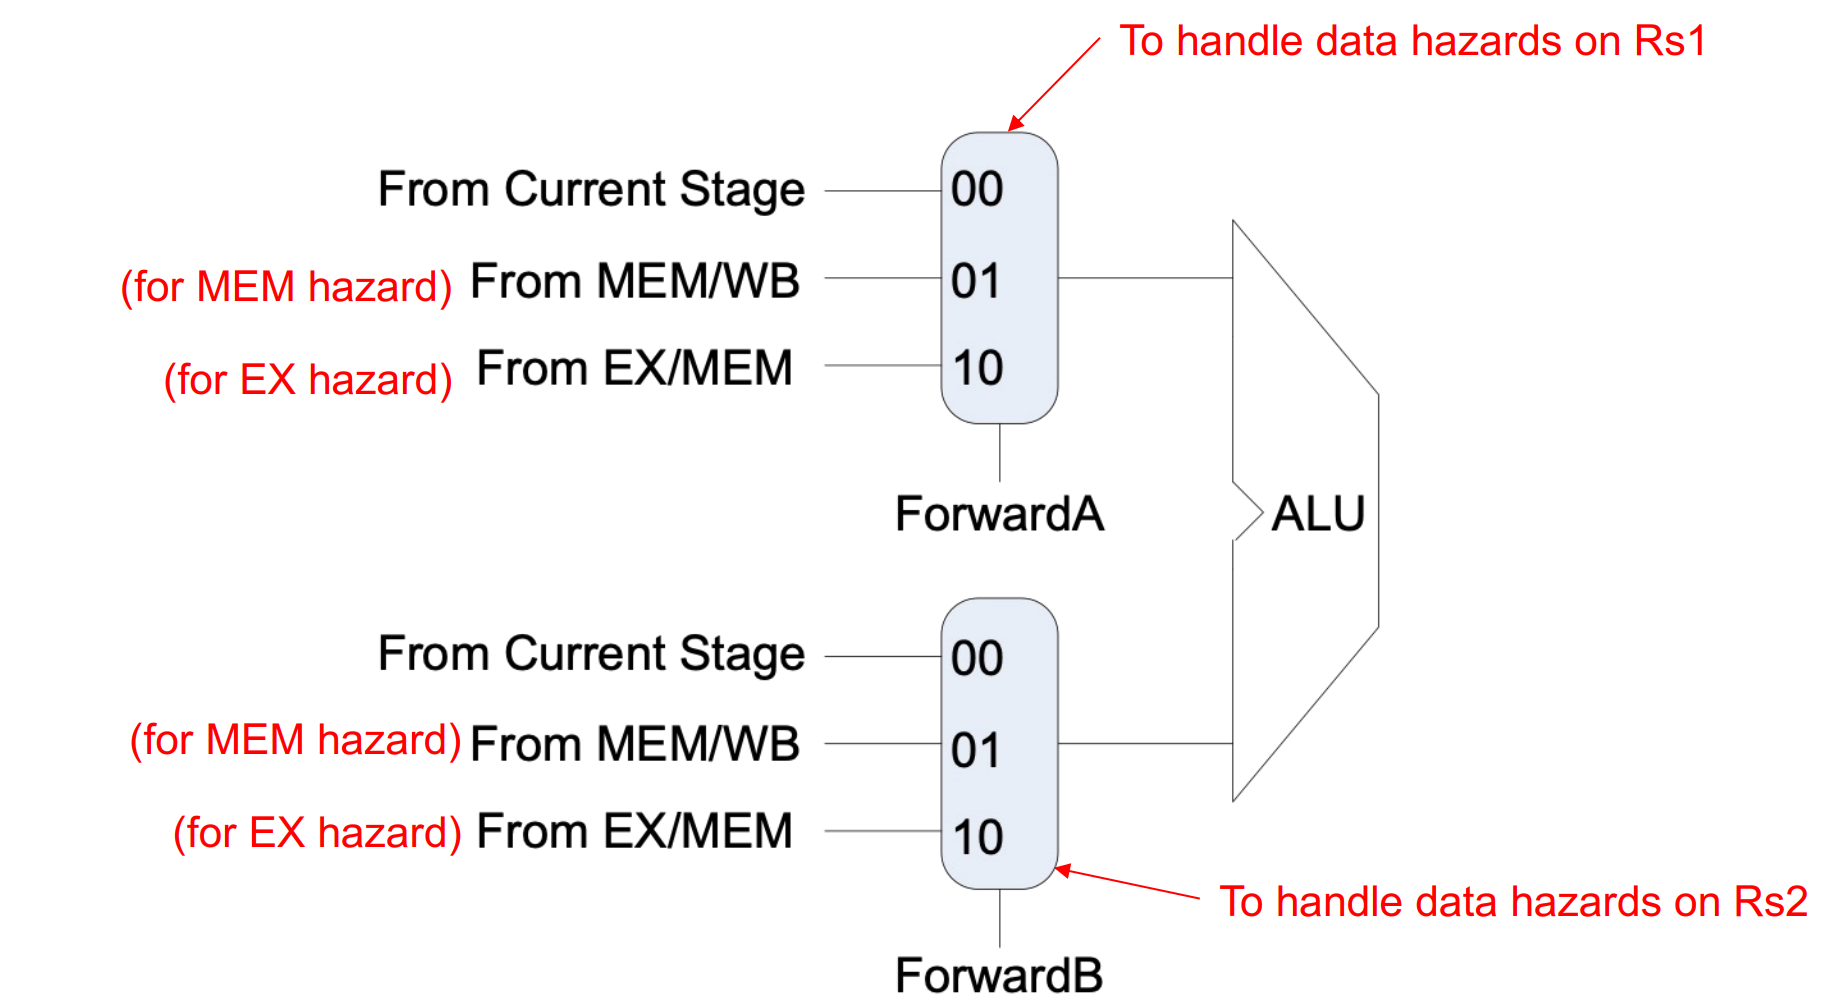 To handle data hazards on Rs1
From Current Stage 00
(for MEM hazard) From MEM/WB 01
(for EX hazard) From EX/MEM 10
ForwardA
ALU
From Current Stage 00
(for MEM hazard) From MEM/WB 01
(for EX hazard) From EX/MEM 10
To handle data hazards on Rs2
ForwardB